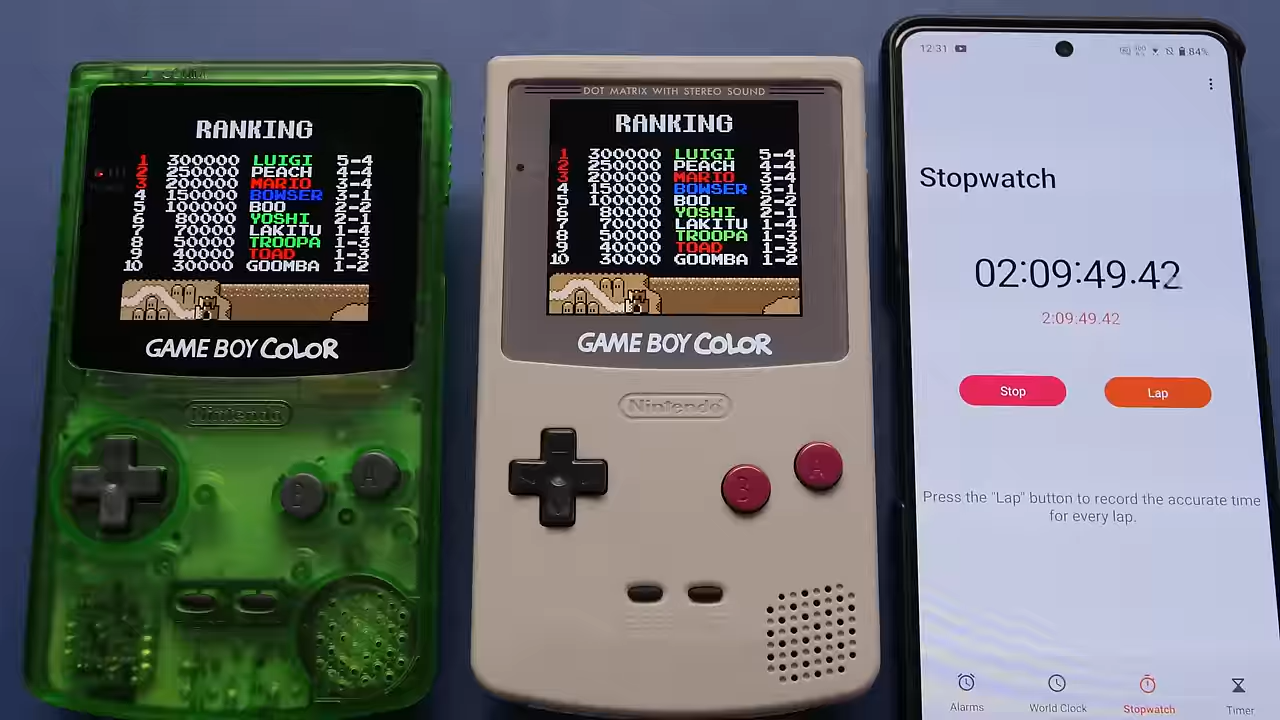 RANKING
1 300000 LUIGI 5-4
2 250000 PEACH 4-4
3 200000 MARIO 3-4
4 150000 BOWSER 3-1
5 100000 BOO 2-2
6 80000 YOSHI 2-1
7 70000 LAKITU 1-4
8 50000 TROOPA 1-3
9 40000 TOAD 1-3
10 30000 GOOMBA 1-2
GAME BOY COLOR
Nintendo
B A
DOT MATRIX WITH STEREO SOUND
RANKING
1 300000 LUIGI 5-4
2 250000 PEACH 4-4
3 200000 MARIO 3-4
4 150000 BOWSER 3-1
5 100000 BOO 2-2
6 80000 YOSHI 2-1
7 70000 LAKITU 1-4
8 50000 TROOPA 1-3
9 40000 TOAD 1-3
10 30000 GOOMBA 1-2
GAME BOY COLOR
Nintendo
B A
12:31 84%
Stopwatch
02:09:49.42
2:09:49.42
Stop Lap
Press the "Lap" button to record the accurate time
for every lap.
Alarms World Clock Stopwatch Timer